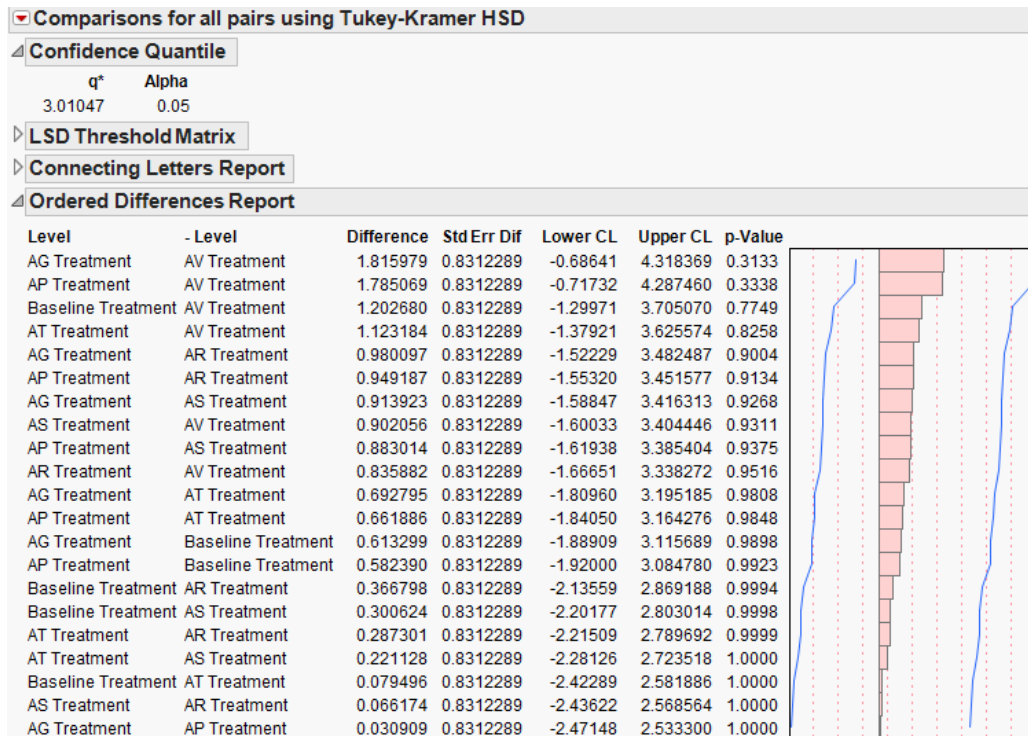 Comparisons for all pairs using Tukey-Kramer HSD
Confidence Quantile
q* Alpha
3.01047 0.05
LSD Threshold Matrix
Connecting Letters Report
Ordered Differences Report
Level - Level Difference Std Err Dif Lower CL Upper CL p-Value
AG Treatment AV Treatment 1.815979 0.8312289 -0.68641 4.318369 0.3133
AP Treatment AV Treatment 1.785069 0.8312289 -0.71732 4.287460 0.3338
Baseline Treatment AV Treatment 1.202680 0.8312289 -1.29971 3.705070 0.7749
AT Treatment AV Treatment 1.123184 0.8312289 -1.37921 3.625574 0.8258
AG Treatment AR Treatment 0.980097 0.8312289 -1.52229 3.482487 0.9004
AP Treatment AR Treatment 0.949187 0.8312289 -1.55320 3.451577 0.9134
AG Treatment AS Treatment 0.913923 0.8312289 -1.58847 3.416313 0.9268
AS Treatment AV Treatment 0.902056 0.8312289 -1.60033 3.404446 0.9311
AP Treatment AS Treatment 0.883014 0.8312289 -1.61938 3.385404 0.9375
AR Treatment AV Treatment 0.835882 0.8312289 -1.66651 3.338272 0.9516
AG Treatment AT Treatment 0.692795 0.8312289 -1.80960 3.195185 0.9808
AP Treatment AT Treatment 0.661886 0.8312289 -1.84050 3.164276 0.9848
AG Treatment Baseline Treatment 0.613299 0.8312289 -1.88909 3.115689 0.9898
AP Treatment Baseline Treatment 0.582390 0.8312289 -1.92000 3.084780 0.9923
Baseline Treatment AR Treatment 0.366798 0.8312289 -2.13559 2.869188 0.9994
Baseline Treatment AS Treatment 0.300624 0.8312289 -2.20177 2.803014 0.9998
AT Treatment AR Treatment 0.287301 0.8312289 -2.21509 2.789692 0.9999
AT Treatment AS Treatment 0.221128 0.8312289 -2.28126 2.723518 1.0000
Baseline Treatment AT Treatment 0.079496 0.8312289 -2.42289 2.581886 1.0000
AS Treatment AR Treatment 0.066174 0.8312289 -2.43622 2.568564 1.0000
AG Treatment AP Treatment 0.030909 0.8312289 -2.47148 2.533300 1.0000